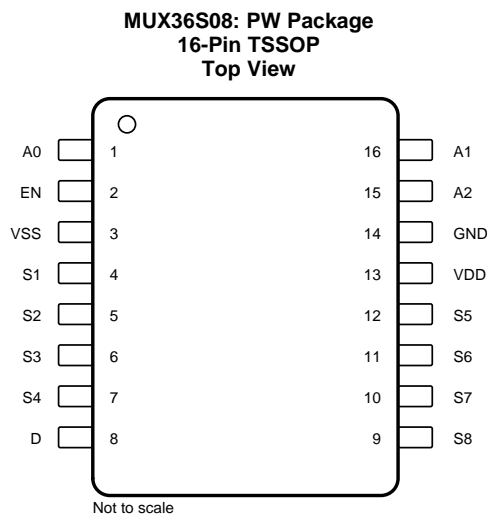 MUX36S08: PW Package
16-Pin TSSOP
Top View
A0 1 16 A1
EN 2 15 A2
VSS 3 14 GND
S1 4 13 VDD
S2 5 12 S5
S3 6 11 S6
S4 7 10 S7
D 8 9 S8
Not to scale